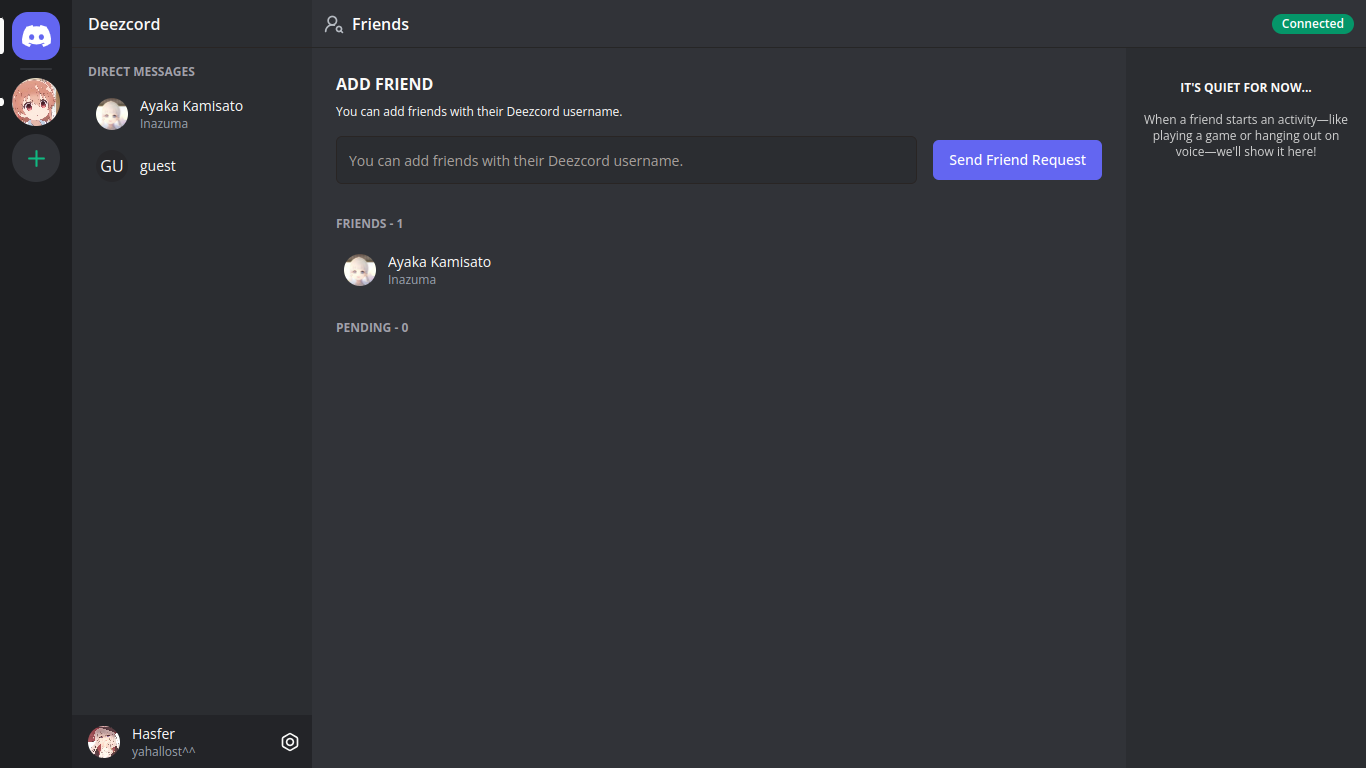 Deezcord
Friends
Connected
DIRECT MESSAGES
Ayaka Kamisato
Inazuma
GU
guest
ADD FRIEND
You can add friends with their Deezcord username.
You can add friends with their Deezcord username.
Send Friend Request
FRIENDS - 1
Ayaka Kamisato
Inazuma
PENDING - 0
IT'S QUIET FOR NOW...
When a friend starts an activity—like
playing a game or hanging out on
voice—we'll show it here!
Hasfer
yahallost^^